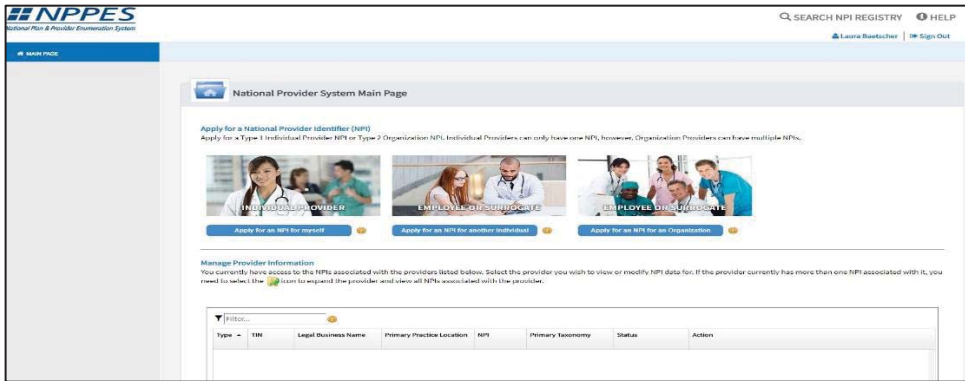 NPPES
National Plan & Provider Enumeration System
SEARCH NPI REGISTRY HELP
Laura Baetscher Sign Out
MAIN PAGE
National Provider System Main Page
Apply for a National Provider Identifier (NPI)
Apply for a Type 1 Individual Provider NPI or Type 2 Organization NPI. Individual Providers can only have one NPI, however, Organization Providers can have multiple NPIs.
INDIVIDUAL PROVIDER EMPLOYEE OR SURROGATE EMPLOYEE OR SURROGATE
Apply for an NPI for myself Apply for an NPI for another individual Apply for an NPI for an Organization
Manage Provider Information
You currently have access to the NPIs associated with the providers listed below. Select the provider you wish to view or modify NPI data for. If the provider currently has more than one NPI associated with it, you
need to select the icon to expand the provider and view all NPIs associated with the provider.
Filter...
Type TIN Legal Business Name Primary Practice Location NPI Primary Taxonomy Status Action